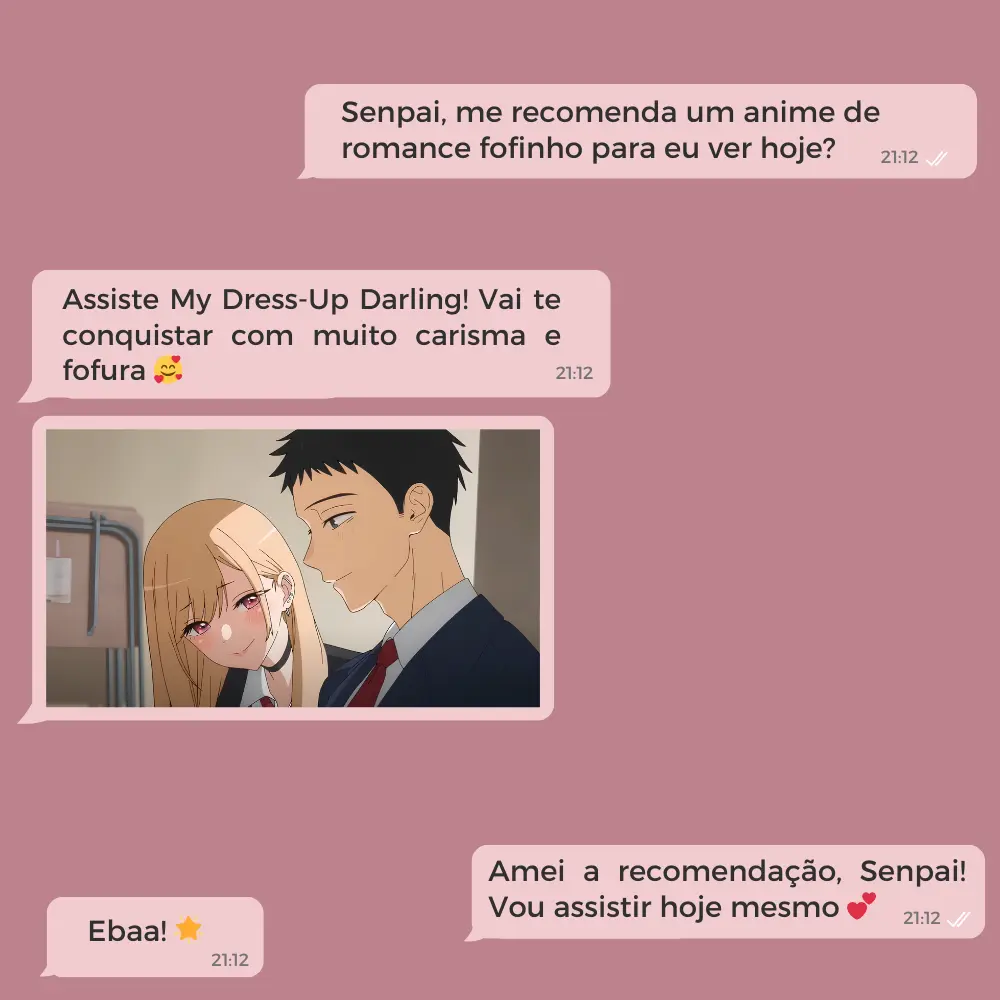 Senpai, me recomenda um anime de
romance fofinho para eu ver hoje?
21:12
Assiste My Dress-Up Darling! Vai te
conquistar com muito carisma e
fofura 🥰
21:12
Amei a recomendação, Senpai!
Vou assistir hoje mesmo 💕
21:12
Ebaa! ⭐
21:12